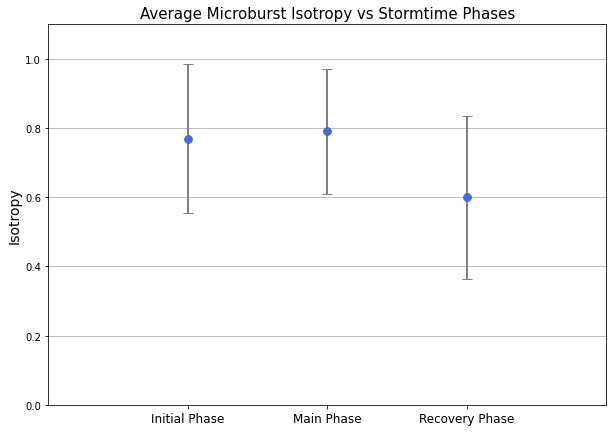 Average Microburst Isotropy vs Stormtime Phases
1.0
0.8
0.6
0.4
0.2
0.0
Isotropy
Initial Phase
Main Phase
Recovery Phase